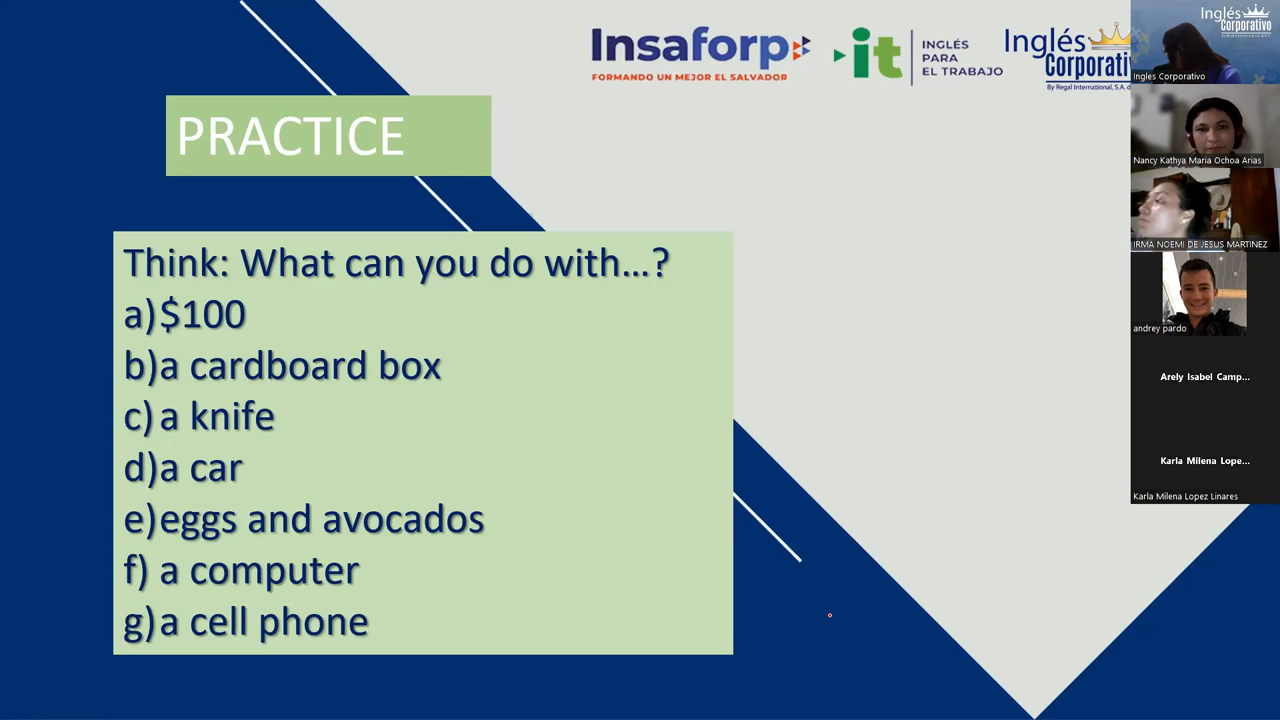 Insaforp
FORMANDO UN MEJOR EL SALVADOR
it
INGLÉS
PARA
EL TRABAJO
Inglés
Corporativ
By Regal International, S.A. d
PRACTICE
Think: What can you do with…?
a) $100
b) a cardboard box
c) a knife
d) a car
e) eggs and avocados
f) a computer
g) a cell phone
Inglés
Corporativo
Ingles Corporativo
Nancy Kathya Maria Ochoa Arias
IRMA NOEMI DE JESUS MARTINEZ
andrey pardo
Arely Isabel Camp...
Karla Milena Lope...
Karla Milena Lopez Linares